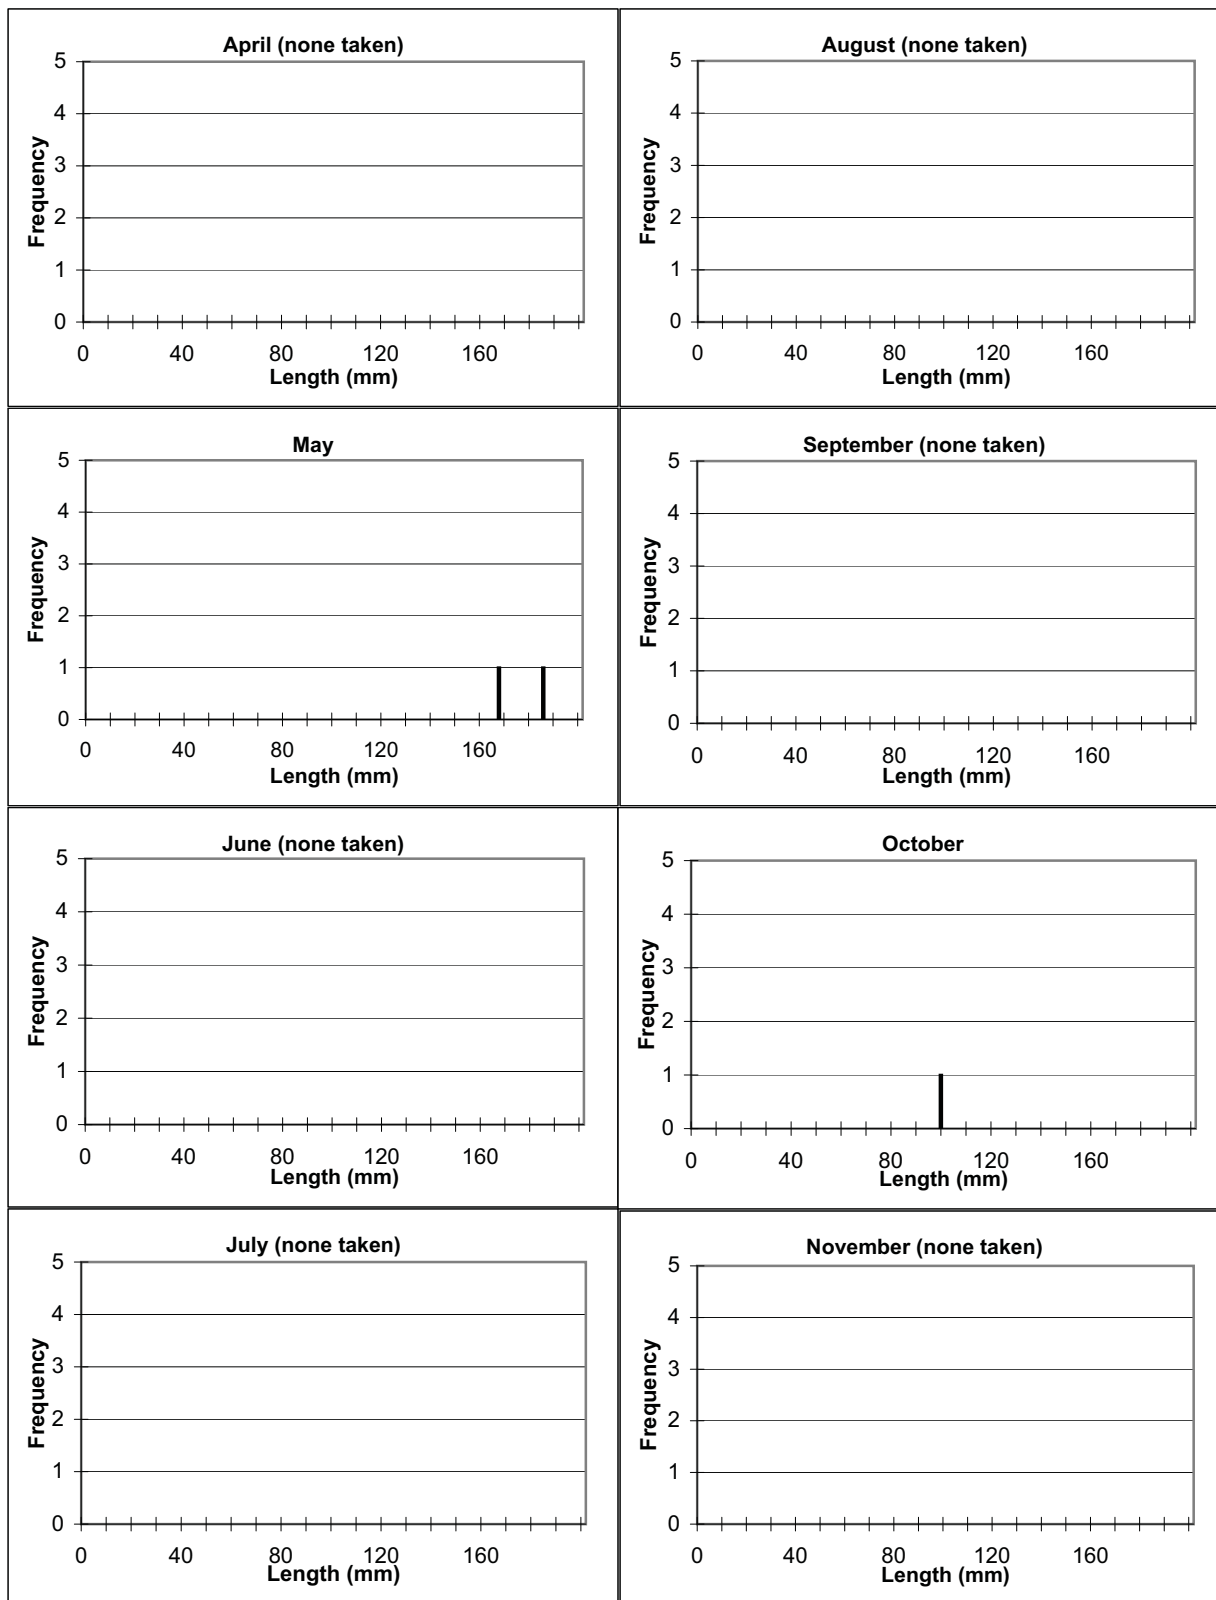 April (none taken)
5
4
3
2
1
0
Frequency
0 40 80 120 160
Length (mm)
August (none taken)
5
4
3
2
1
0
Frequency
0 40 80 120 160
Length (mm)
May
5
4
3
2
1
0
Frequency
0 40 80 120 160
Length (mm)
September (none taken)
5
4
3
2
1
0
Frequency
0 40 80 120 160
Length (mm)
June (none taken)
5
4
3
2
1
0
Frequency
0 40 80 120 160
Length (mm)
October
5
4
3
2
1
0
Frequency
0 40 80 120 160
Length (mm)
July (none taken)
5
4
3
2
1
0
Frequency
0 40 80 120 160
Length (mm)
November (none taken)
5
4
3
2
1
0
Frequency
0 40 80 120 160
Length (mm)